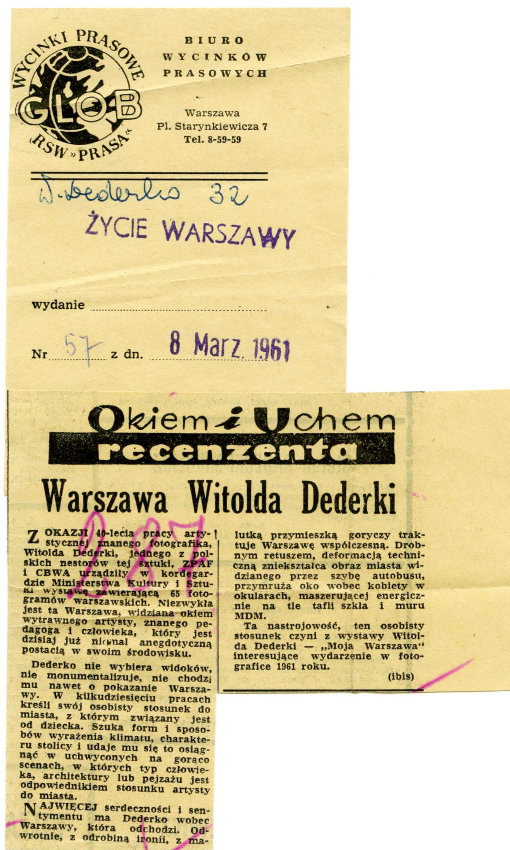 WYCINKI PRASOWE
GLOB
RSW »PRASA«
BIURO
WYCINKÓW
PRASOWYCH
Warszawa
Pl. Starynkiewicza 7
Tel. 8-59-59
W. Dederko 32
ŻYCIE WARSZAWY
wydanie
Nr 57 z dn. 8 Marz. 1961
Okiem i Uchem
recenzenta
Warszawa Witolda Dederki
287
Z OKAZJI 40-lecia pracy arty-
stycznej znanego fotografika,
Witolda Dederki, jednego z pol-
skich nestorów tej sztuki, ZPAF
i CBWA urządziły w kordegar-
dzie Ministerstwa Kultury i Sztu-
ki wystawę zawierającą 65 foto-
gramów warszawskich. Niezwykła
jest ta Warszawa, widziana okiem
wytrawnego artysty, znanego pe-
dagoga i człowieka, który jest
dzisiaj już niemal anegdotyczną
postacią w swoim środowisku.
Dederko nie wybiera widoków,
nie monumentalizuje, nie chodzi
mu nawet o pokazanie Warsza-
wy. W kilkudziesięciu pracach
kreśli swój osobisty stosunek do
miasta, z którym związany jest
od dziecka. Szuka form i sposo-
bów wyrażenia klimatu, charakte-
ru stolicy i udaje mu się to osiąg-
nąć w uchwyconych na gorąco
scenach, w których typ człowie-
ka, architektury lub pejzażu jest
odpowiednikiem stosunku artysty
do miasta.
NAJWIĘCEJ serdeczności i sen-
tymentu ma Dederko wobec
Warszawy, która odchodzi. Od-
wrotnie, z odrobiną ironii, z ma-
lutką przymieszką goryczy trak-
tuje Warszawę współczesną. Drob-
nym retuszem, deformacją techni-
czną zniekształca obraz miasta wi-
dzianego przez szybę autobusu,
przymruża oko wobec kobiety w
okularach, maszerującej energicz-
nie na tle tafli szkła i muru
MDM.
Ta nastrojowość, ten osobisty
stosunek czyni z wystawy Witol-
da Dederki — „Moja Warszawa"
interesujące wydarzenie w foto-
grafice 1961 roku.
(ibis)